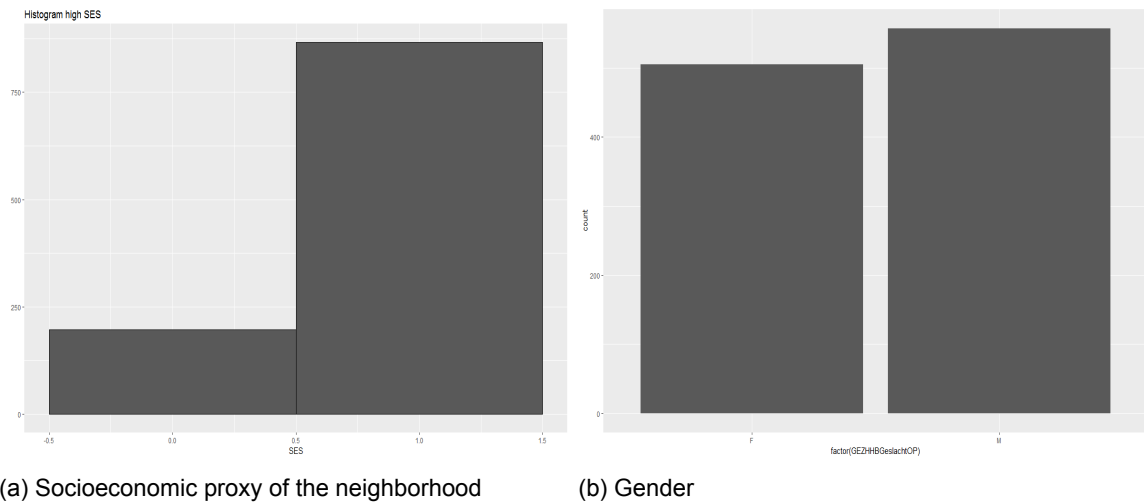 Histogram high SES
750-
500-
250-
0-
-0.5
0.0
0.5
1.0
1.5
SES
(a) Socioeconomic proxy of the neighborhood
count
400-
200-
0-
F
M
factor(GEZHHBGeslachtOP)
(b) Gender